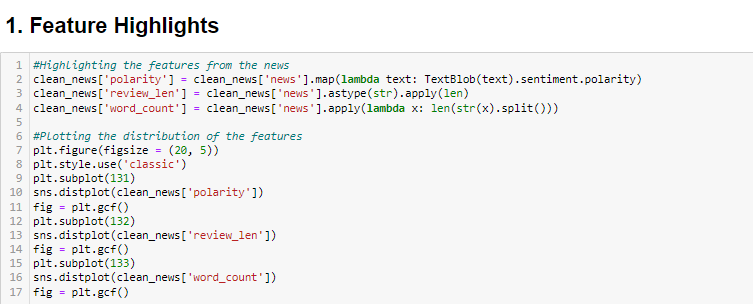 1. Feature Highlights
1 #Highlighting the features from the news
2 clean_news['polarity'] = clean_news['news'].map(lambda text: TextBlob(text).sentiment.polarity)
3 clean_news['review_len'] = clean_news['news'].astype(str).apply(len)
4 clean_news['word_count'] = clean_news['news'].apply(lambda x: len(str(x).split()))
5
6 #Plotting the distribution of the features
7 plt.figure(figsize = (20, 5))
8 plt.style.use('classic')
9 plt.subplot(131)
10 sns.distplot(clean_news['polarity'])
11 fig = plt.gcf()
12 plt.subplot(132)
13 sns.distplot(clean_news['review_len'])
14 fig = plt.gcf()
15 plt.subplot(133)
16 sns.distplot(clean_news['word_count'])
17 fig = plt.gcf()